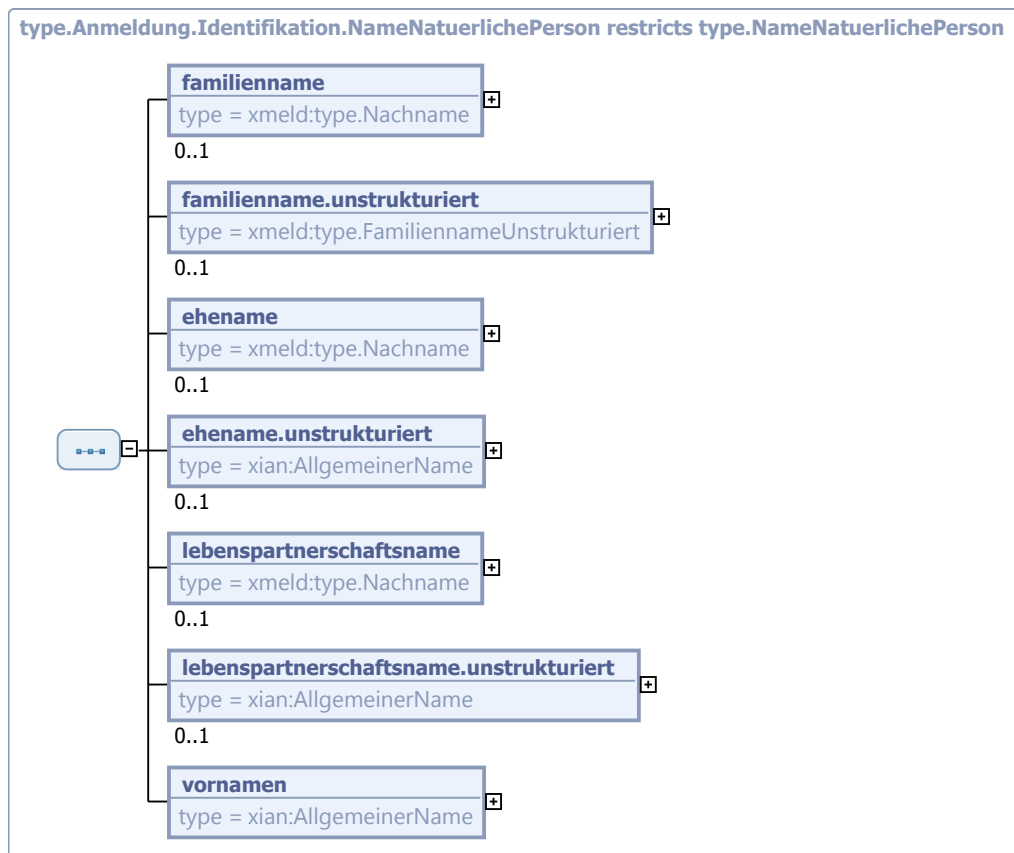 type.Anmeldung.Identifikation.NameNatuerlichePerson restricts type.NameNatuerlichePerson
familienname
type = xmeld:type.Nachname
0..1
familienname.unstrukturiert
type = xmeld:type.FamiliennameUnstrukturiert
0..1
ehename
type = xmeld:type.Nachname
0..1
ehename.unstrukturiert
type = xian:AllgemeinerName
0..1
lebenspartnerschaftsname
type = xmeld:type.Nachname
0..1
lebenspartnerschaftsname.unstrukturiert
type = xian:AllgemeinerName
0..1
vornamen
type = xian:AllgemeinerName